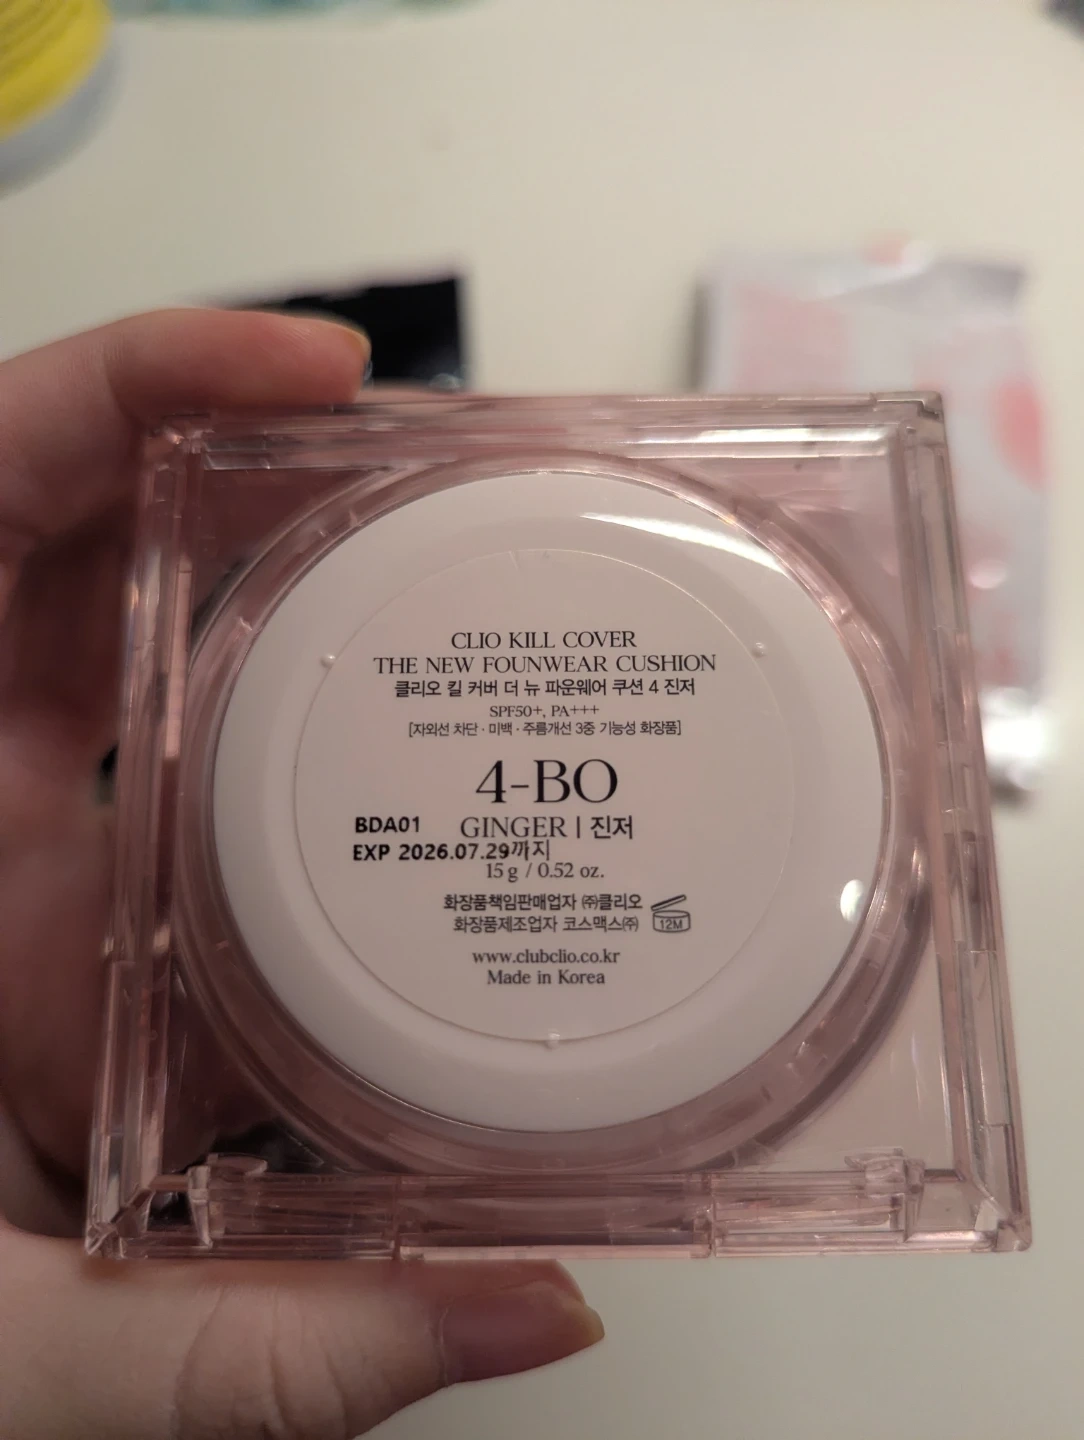 CLIO KILL COVER
THE NEW FOUNWEAR CUSHION
클리오 킬 커버 더 뉴 파운웨어 쿠션 4 진저
SPF50+, PA+++
[자외선 차단 · 미백 · 주름개선 3중 기능성 화장품]
4-BO
BDA01 GINGER | 진저
EXP 2026.07.29까지
15 g / 0.52 oz.
화장품책임판매업자 ㈜클리오
화장품제조업자 코스맥스㈜
12M
www.clubclio.co.kr
Made in Korea